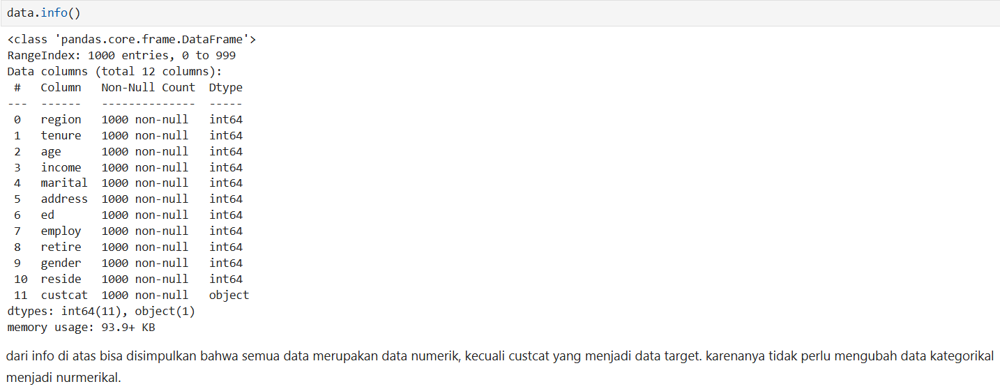 data.info()
<class 'pandas.core.frame.DataFrame'>
RangeIndex: 1000 entries, 0 to 999
Data columns (total 12 columns):
 #   Column   Non-Null Count  Dtype
---  ------   --------------  -----
 0   region   1000 non-null   int64
 1   tenure   1000 non-null   int64
 2   age      1000 non-null   int64
 3   income   1000 non-null   int64
 4   marital  1000 non-null   int64
 5   address  1000 non-null   int64
 6   ed       1000 non-null   int64
 7   employ   1000 non-null   int64
 8   retire   1000 non-null   int64
 9   gender   1000 non-null   int64
 10  reside   1000 non-null   int64
 11  custcat  1000 non-null   object
dtypes: int64(11), object(1)
memory usage: 93.9+ KB
dari info di atas bisa disimpulkan bahwa semua data merupakan data numerik, kecuali custcat yang menjadi data target. karenanya tidak perlu mengubah data kategorikal
menjadi nurmerikal.